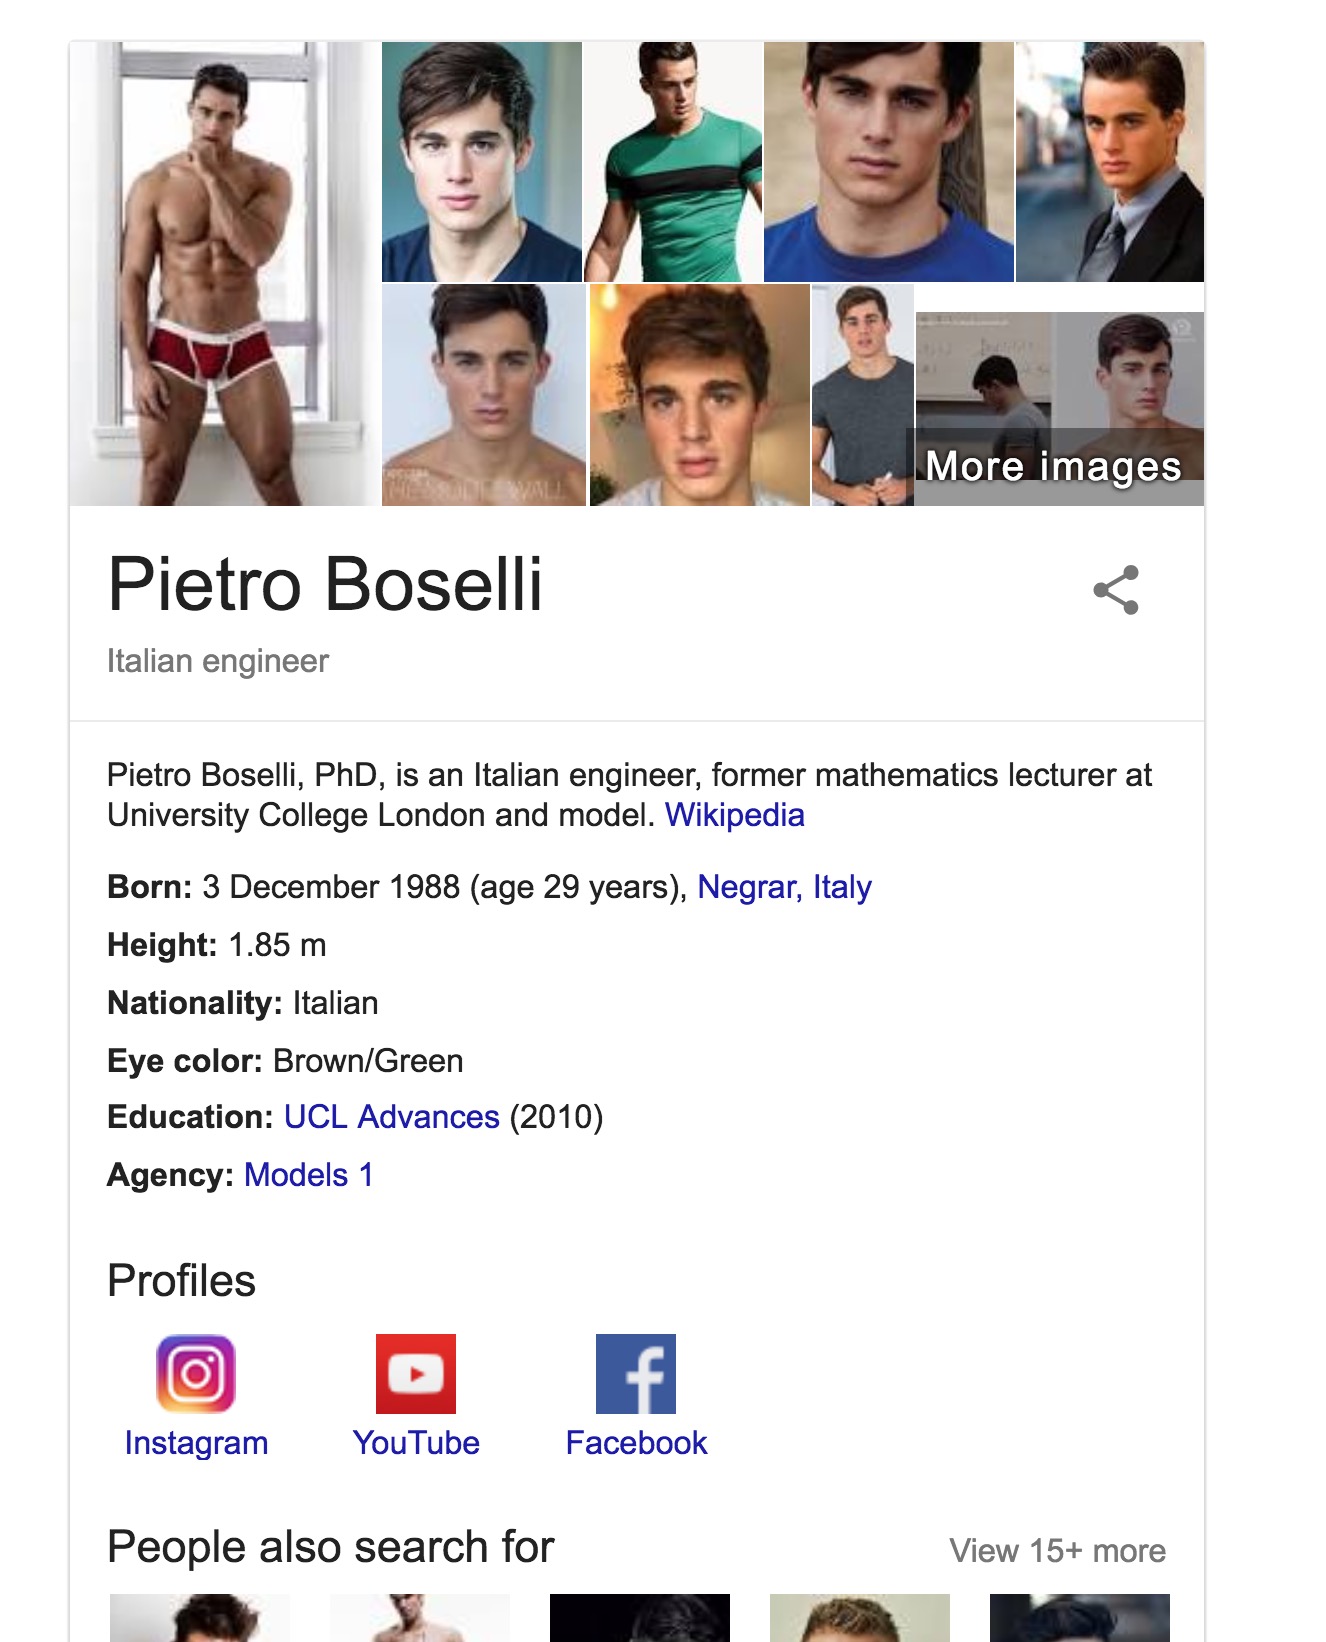 More images
THE MODEL WALL
Pietro Boselli
Italian engineer
Pietro Boselli, PhD, is an Italian engineer, former mathematics lecturer at
University College London and model. Wikipedia
Born: 3 December 1988 (age 29 years), Negrar, Italy
Height: 1.85 m
Nationality: Italian
Eye color: Brown/Green
Education: UCL Advances (2010)
Agency: Models 1
Profiles
Instagram
YouTube
Facebook
People also search for
View 15+ more